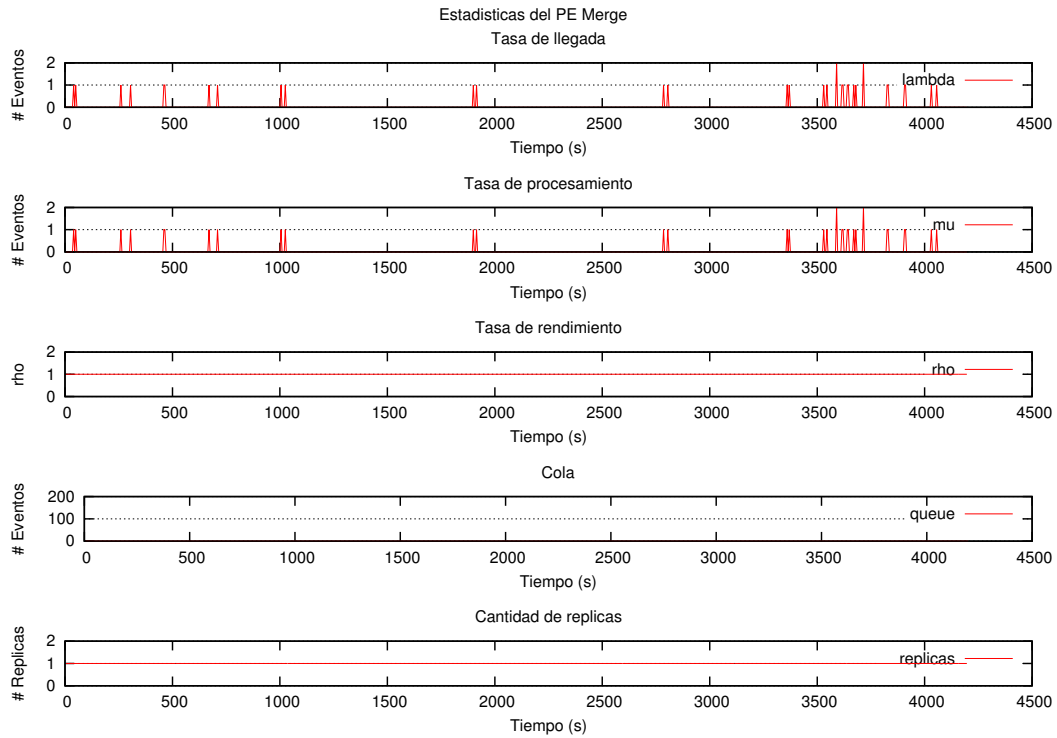 Estadisticas del PE Merge
Tasa de llegada
# Eventos
2
1
0
lambda
0 500 1000 1500 2000 2500 3000 3500 4000 4500
Tiempo (s)
Tasa de procesamiento
# Eventos
2
1
0
mu
0 500 1000 1500 2000 2500 3000 3500 4000 4500
Tiempo (s)
Tasa de rendimiento
rho
2
1
0
rho
0 500 1000 1500 2000 2500 3000 3500 4000 4500
Tiempo (s)
Cola
# Eventos
200
100
0
queue
0 500 1000 1500 2000 2500 3000 3500 4000 4500
Tiempo (s)
Cantidad de replicas
# Replicas
2
1
0
replicas
0 500 1000 1500 2000 2500 3000 3500 4000 4500
Tiempo (s)